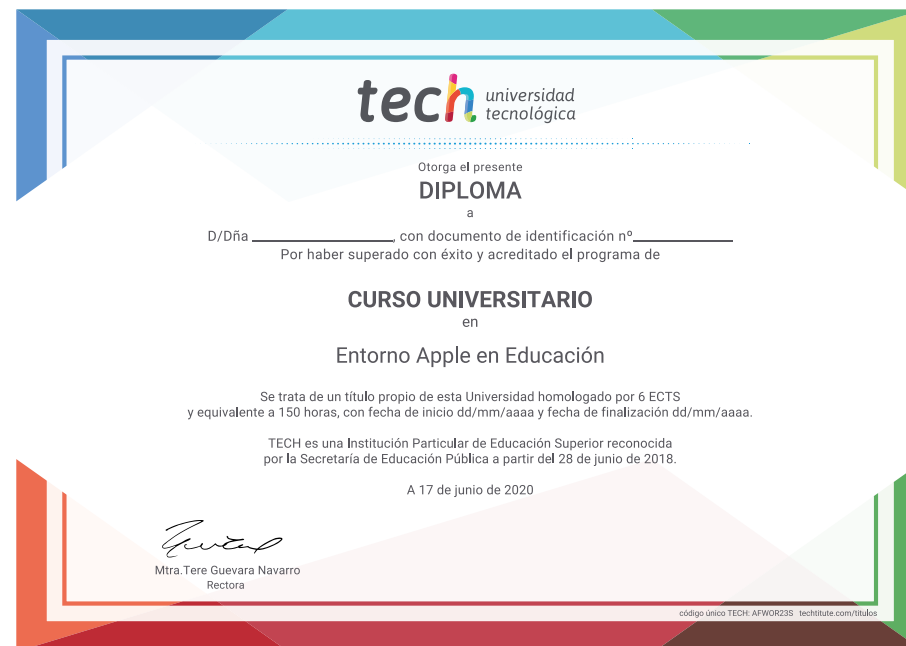 tech universidad
tecnológica
Otorga el presente
DIPLOMA
a
D/Dña ____________________, con documento de identificación nº______________
Por haber superado con éxito y acreditado el programa de
CURSO UNIVERSITARIO
en
Entorno Apple en Educación
Se trata de un título propio de esta Universidad homologado por 6 ECTS
y equivalente a 150 horas, con fecha de inicio dd/mm/aaaa y fecha de finalización dd/mm/aaaa.
TECH es una Institución Particular de Educación Superior reconocida
por la Secretaría de Educación Pública a partir del 28 de junio de 2018.
A 17 de junio de 2020
Mtra.Tere Guevara Navarro
Rectora
código único TECH: AFWOR23S techtitute.com/titulos